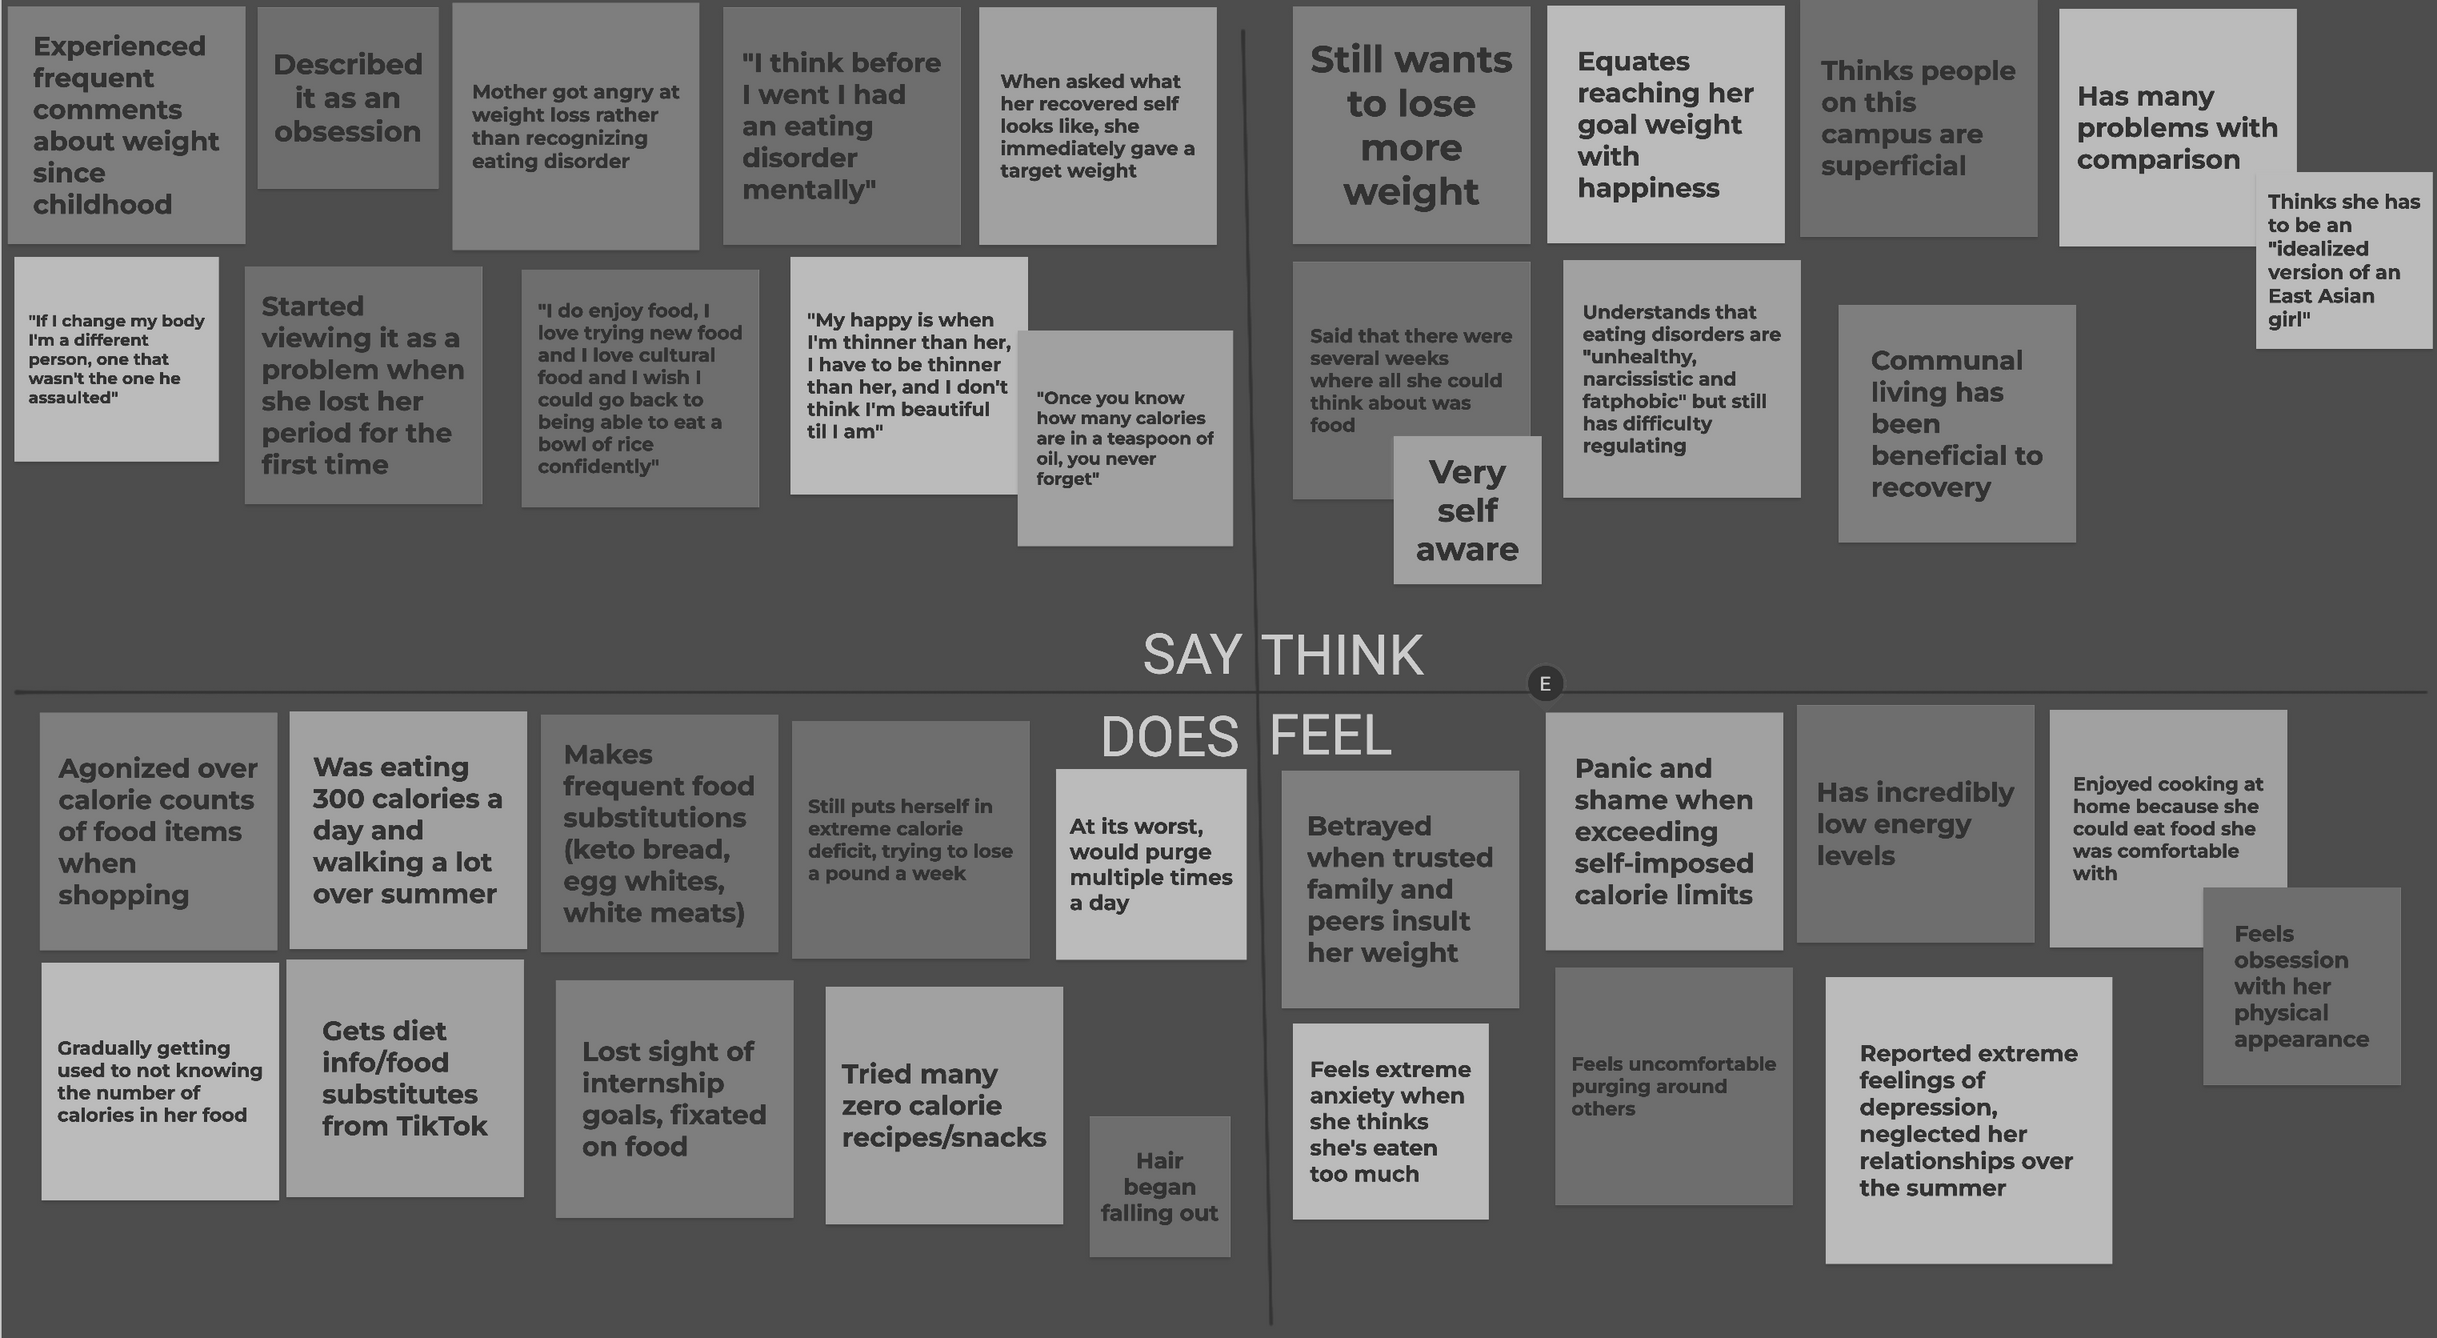 Experienced
frequent
comments
about weight
since
childhood
Described
it as an
obsession
Mother got angry at
weight loss rather
than recognizing
eating disorder
"I think before
I went I had
an eating
disorder
mentally"
When asked what
her recovered self
looks like, she
immediately gave a
target weight
"If I change my body
I'm a different
person, one that
wasn't the one he
assaulted"
Started
viewing it as a
problem when
she lost her
period for the
first time
"I do enjoy food, I
love trying new food
and I love cultural
food and I wish I
could go back to
being able to eat a
bowl of rice
confidently"
"My happy is when
I'm thinner than her,
I have to be thinner
than her, and I don't
think I'm beautiful
til I am"
"Once you know
how many calories
are in a teaspoon of
oil, you never
forget"
SAY
Still wants
to lose
more
weight
Equates
reaching her
goal weight
with
happiness
Thinks people
on this
campus are
superficial
Has many
problems with
comparison
Thinks she has
to be an
"idealized
version of an
East Asian
girl"
Said that there were
several weeks
where all she could
think about was
food
Very
self
aware
Understands that
eating disorders are
"unhealthy,
narcissistic and
fatphobic" but still
has difficulty
regulating
Communal
living has
been
beneficial to
recovery
THINK
E
DOES
Agonized over
calorie counts
of food items
when
shopping
Was eating
300 calories a
day and
walking a lot
over summer
Makes
frequent food
substitutions
(keto bread,
egg whites,
white meats)
Still puts herself in
extreme calorie
deficit, trying to lose
a pound a week
At its worst,
would purge
multiple times
a day
Gradually getting
used to not knowing
the number of
calories in her food
Gets diet
info/food
substitutes
from TikTok
Lost sight of
internship
goals, fixated
on food
Tried many
zero calorie
recipes/snacks
Hair
began
falling out
FEEL
Betrayed
when trusted
family and
peers insult
her weight
Panic and
shame when
exceeding
self-imposed
calorie limits
Has incredibly
low energy
levels
Enjoyed cooking at
home because she
could eat food she
was comfortable
with
Feels
obsession
with her
physical
appearance
Feels extreme
anxiety when
she thinks
she's eaten
too much
Feels uncomfortable
purging around
others
Reported extreme
feelings of
depression,
neglected her
relationships over
the summer